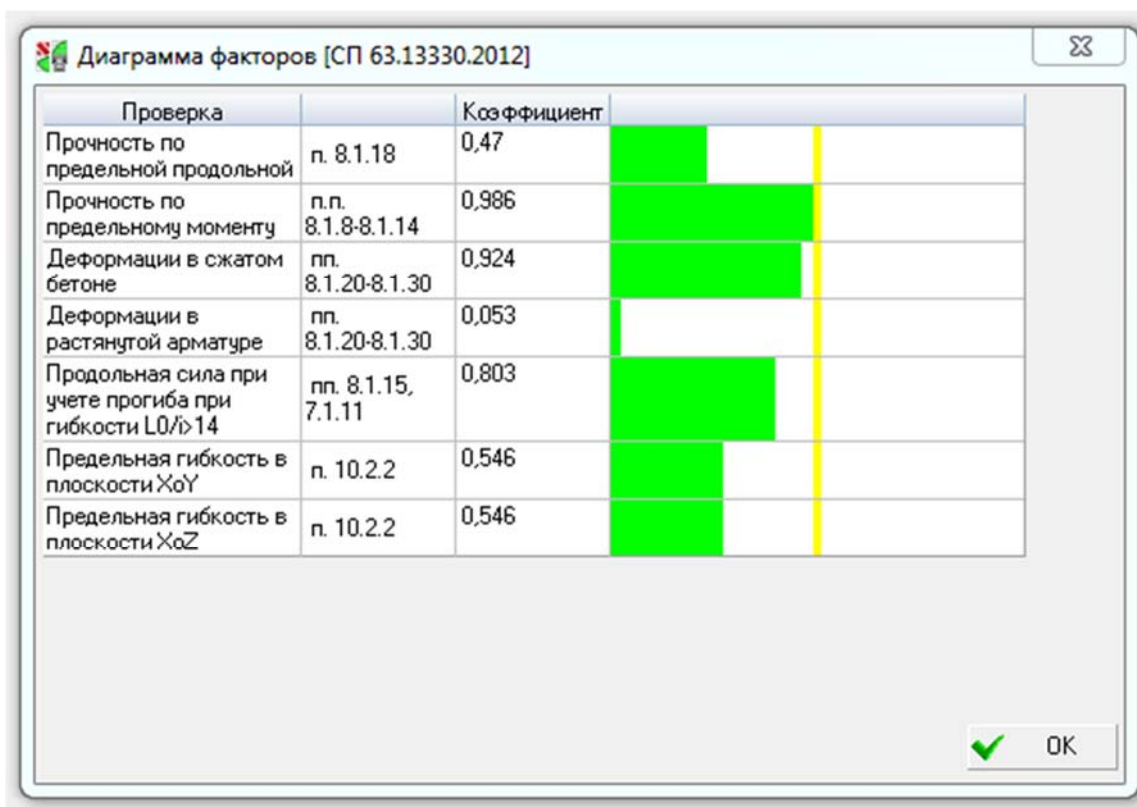 Диаграмма факторов [СП 63.13330.2012]
Проверка Коэффициент
Прочность по
предельной продольной
п. 8.1.18
0,47
Прочность по
предельному моменту
п.п.
8.1.8-8.1.14
0,986
Деформации в сжатом
бетоне
пп.
8.1.20-8.1.30
0,924
Деформации в
растянутой арматуре
пп.
8.1.20-8.1.30
0,053
Продольная сила при
учете прогиба при
гибкости L0/i>14
пп. 8.1.15,
7.1.11
0,803
Предельная гибкость в
плоскости XoY
п. 10.2.2
0,546
Предельная гибкость в
плоскости XoZ
п. 10.2.2
0,546
OK